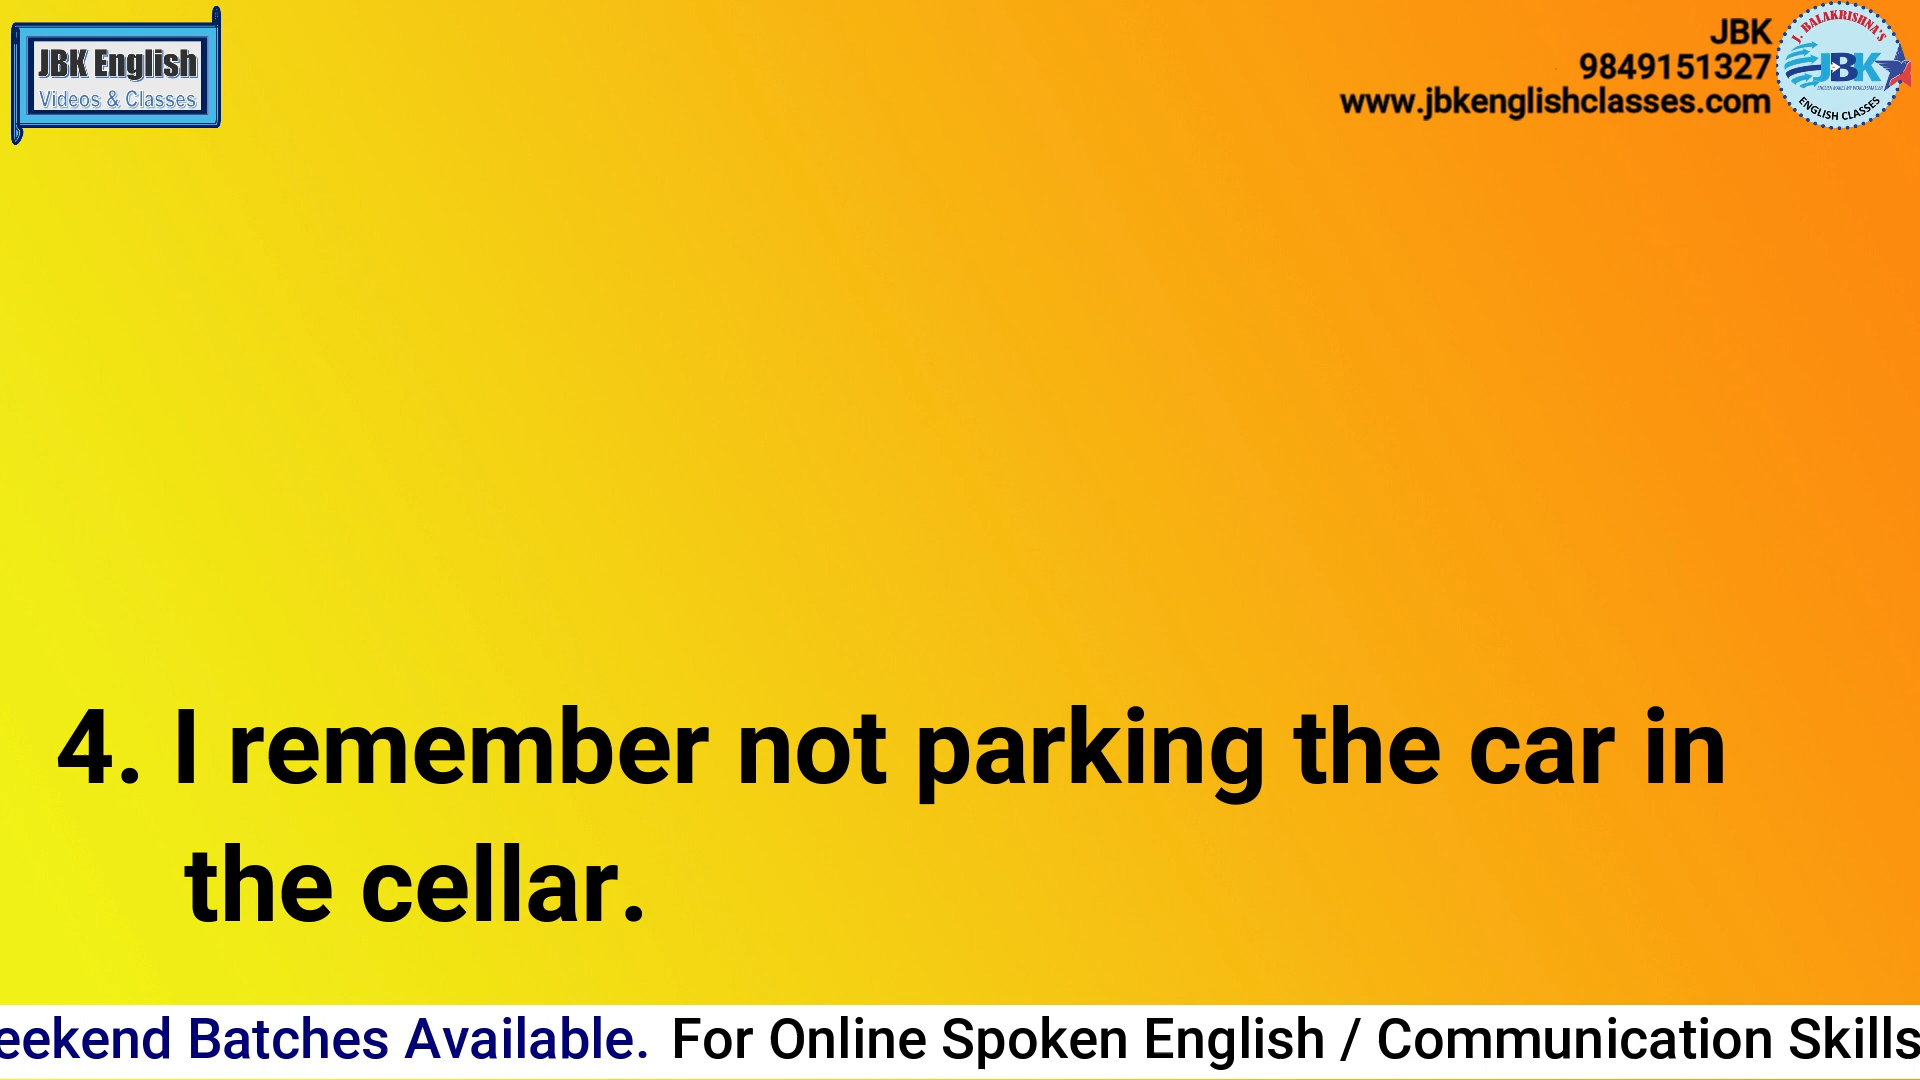 JBK English
Videos & Classes
JBK
9849151327
www.jbkenglishclasses.com
J. BALAKRISHNA'S
JBK
ENGLISH CLASSES
4. I remember not parking the car in
the cellar.
eekend Batches Available. For Online Spoken English / Communication Skills